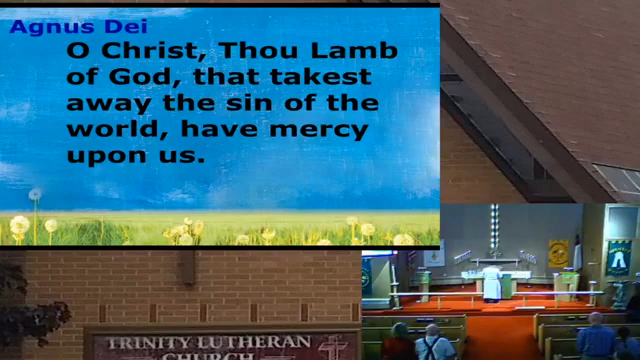 Agnus Dei
O Christ, Thou Lamb
of God, that takest
away the sin of the
world, have mercy
upon us.
TRINITY LUTHERAN
CHURCH